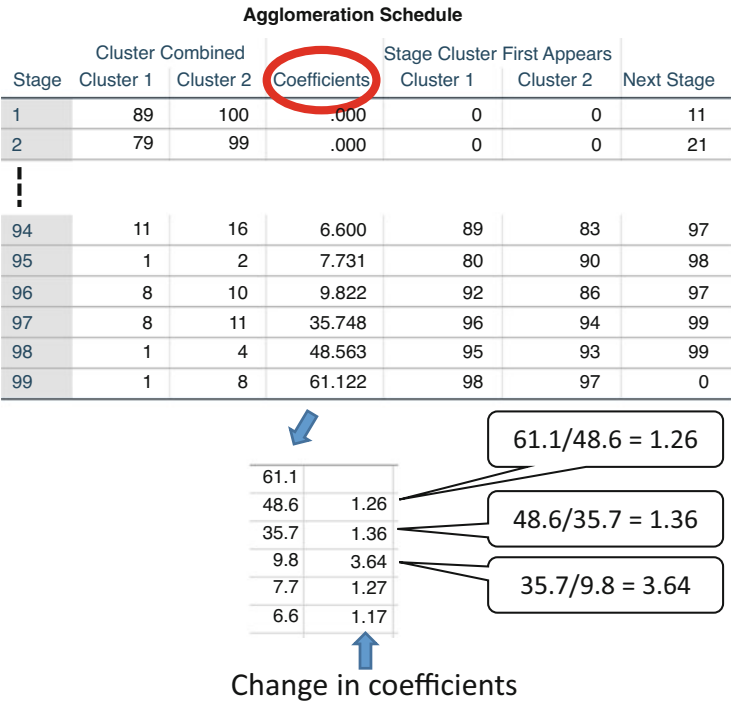 Agglomeration Schedule
Cluster Combined Stage Cluster First Appears
Stage Cluster 1 Cluster 2 Coefficients Cluster 1 Cluster 2 Next Stage
1 89 100 .000 0 0 11
2 79 99 .000 0 0 21
94 11 16 6.600 89 83 97
95 1 2 7.731 80 90 98
96 8 10 9.822 92 86 97
97 8 11 35.748 96 94 99
98 1 4 48.563 95 93 99
99 1 8 61.122 98 97 0
61.1/48.6 = 1.26
61.1
48.6 1.26
48.6/35.7 = 1.36
35.7 1.36
9.8 3.64
35.7/9.8 = 3.64
7.7 1.27
6.6 1.17
Change in coefficients